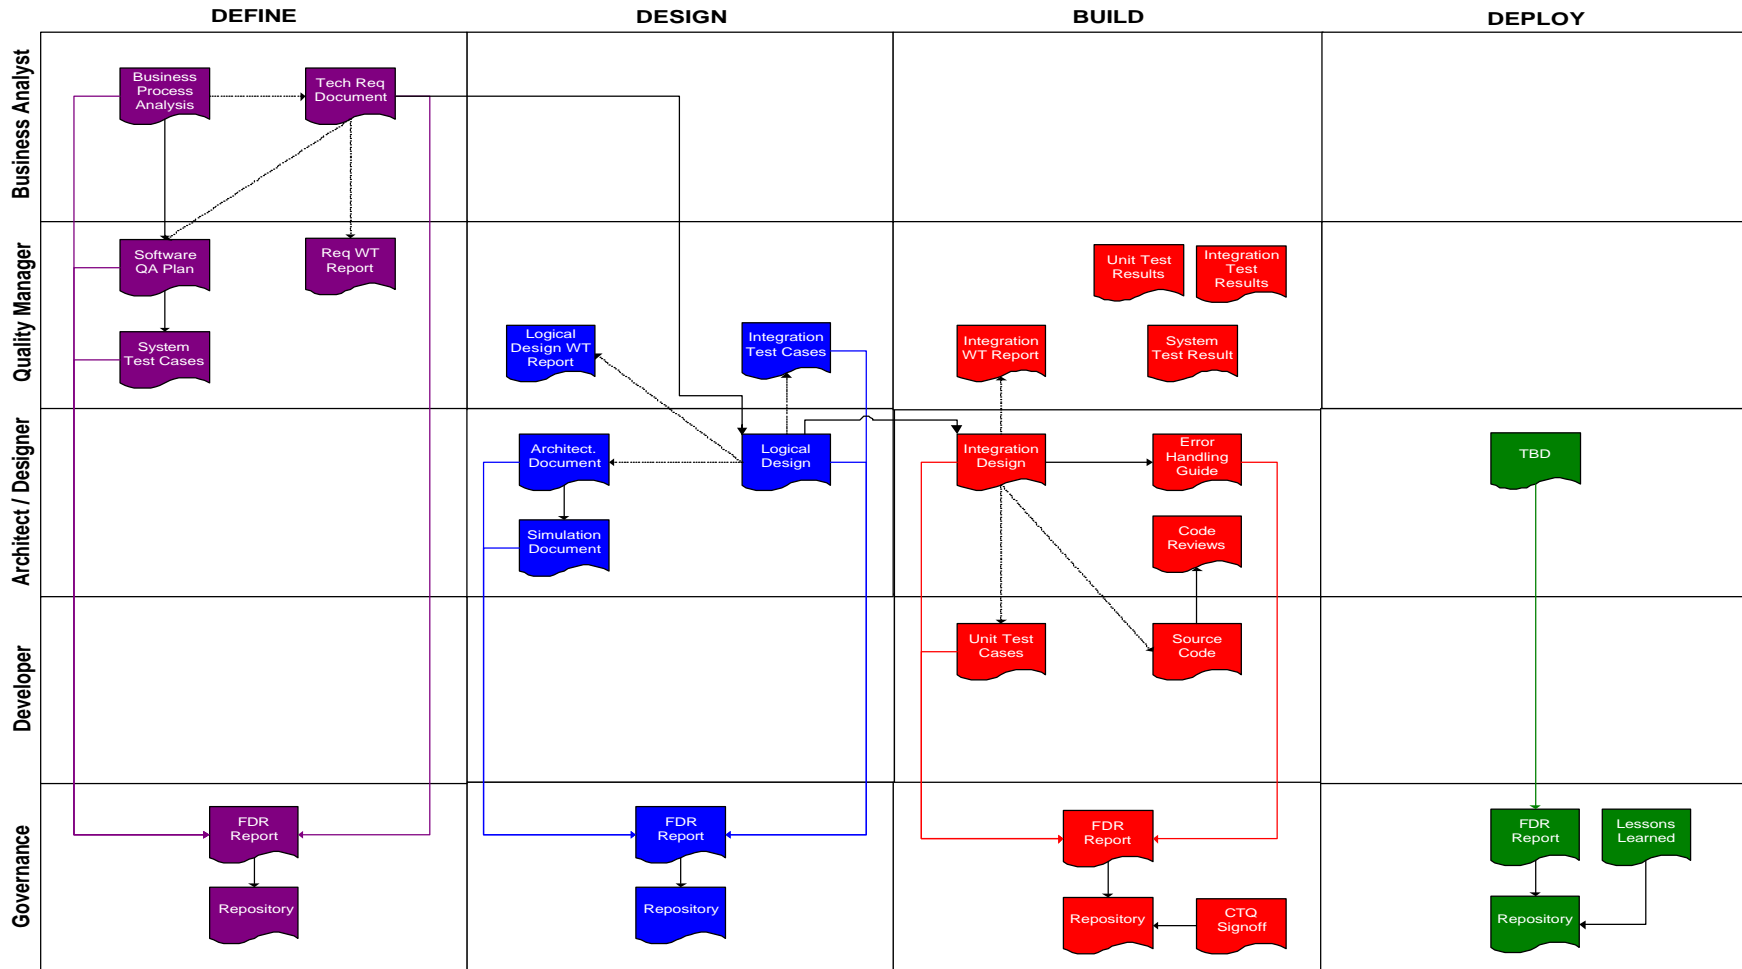 DEFINE
DESIGN
BUILD
DEPLOY
Business Analyst
Business
Process
Analysis
Tech Req
Document
Quality Manager
Software
QA Plan
Req WT
Report
Unit Test
Results
Integration
Test
Results
System
Test Cases
Logical
Design WT
Report
Integration
Test Cases
Integration
WT Report
System
Test Result
Architect / Designer
Architect.
Document
Logical
Design
Integration
Design
Error
Handling
Guide
TBD
Simulation
Document
Code
Reviews
Developer
Unit Test
Cases
Source
Code
Governance
FDR
Report
FDR
Report
FDR
Report
FDR
Report
Lessons
Learned
Repository
Repository
Repository
CTQ
Signoff
Repository